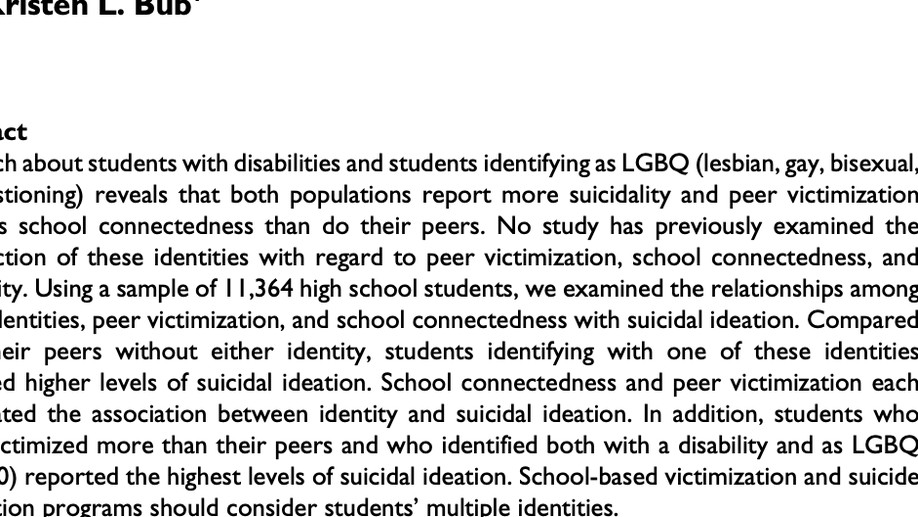 Kristen L. Bub
act
ch about students with disabilities and students identifying as LGBQ (lesbian, gay, bisexual,
stioning) reveals that both populations report more suicidality and peer victimization
s school connectedness than do their peers. No study has previously examined the
ction of these identities with regard to peer victimization, school connectedness, and
ity. Using a sample of 11,364 high school students, we examined the relationships among
dentities, peer victimization, and school connectedness with suicidal ideation. Compared
heir peers without either identity, students identifying with one of these identities
ed higher levels of suicidal ideation. School connectedness and peer victimization each
ated the association between identity and suicidal ideation. In addition, students who
ictimized more than their peers and who identified both with a disability and as LGBQ
0) reported the highest levels of suicidal ideation. School-based victimization and suicide
tion programs should consider students’ multiple identities.